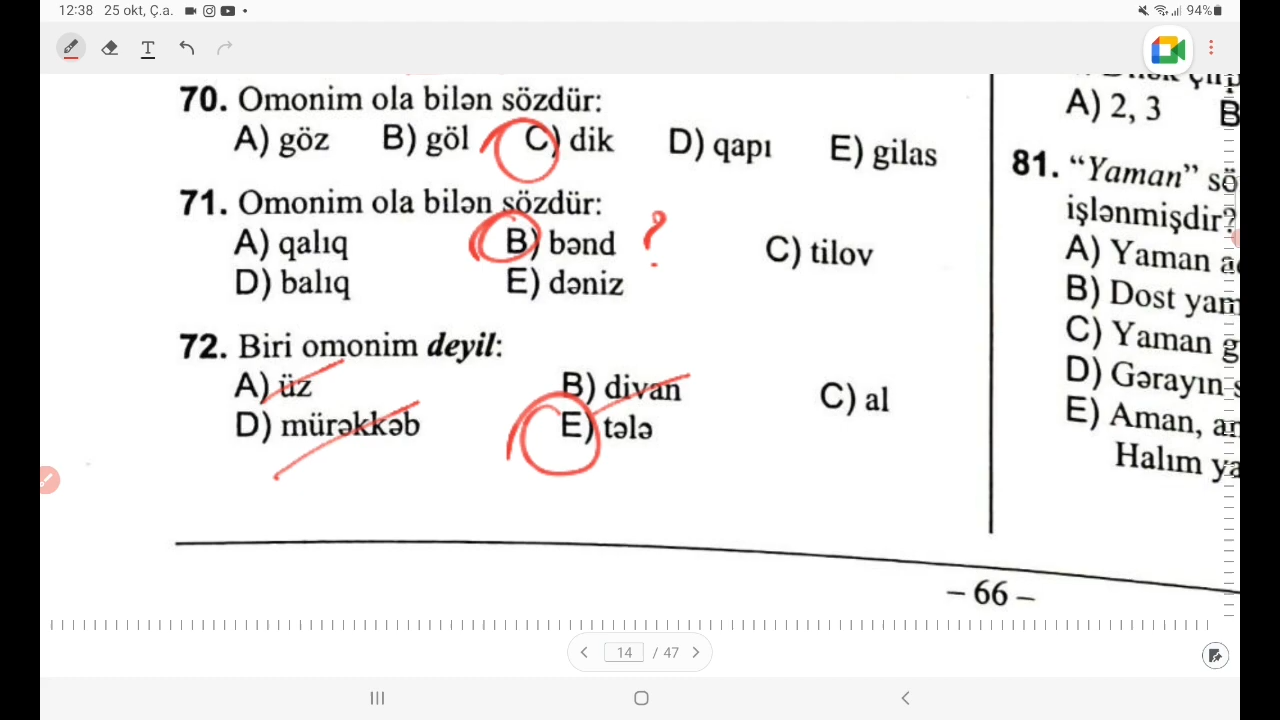 12:38 25 okt, Ç.a. 94%
T
70. Omonim ola bilən sözdür:
A) göz B) göl C) dik D) qapı E) gilas
71. Omonim ola bilən sözdür:
A) qalıq B) bənd ? C) tilov
D) balıq E) dəniz
72. Biri omonim deyil:
A) üz B) divan C) al
D) mürəkkəb E) tələ
– 66 –
A) 2, 3 B
81. “Yaman” sö
işlənmişdir?
A) Yaman
B) Dost yam
C) Yaman g
D) Gərayın s
E) Aman, an
Halım ya
14 / 47